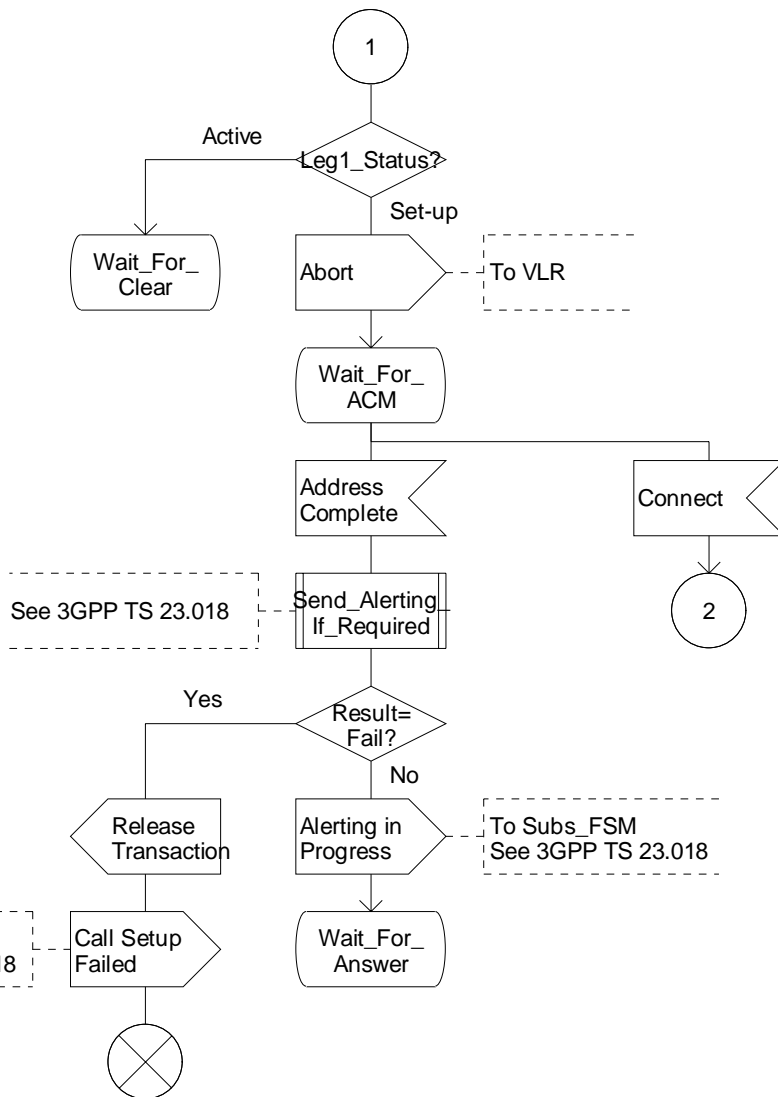 1
Active
Leg1_Status?
Set-up
Wait_For_
Clear
Abort
To VLR
Wait_For_
ACM
Address
Complete
Connect
See 3GPP TS 23.018
Send_Alerting_
If_Required
2
Yes
Result=
Fail?
No
Release
Transaction
Alerting in
Progress
To Subs_FSM
See 3GPP TS 23.018
Call Setup
Failed
Wait_For_
Answer